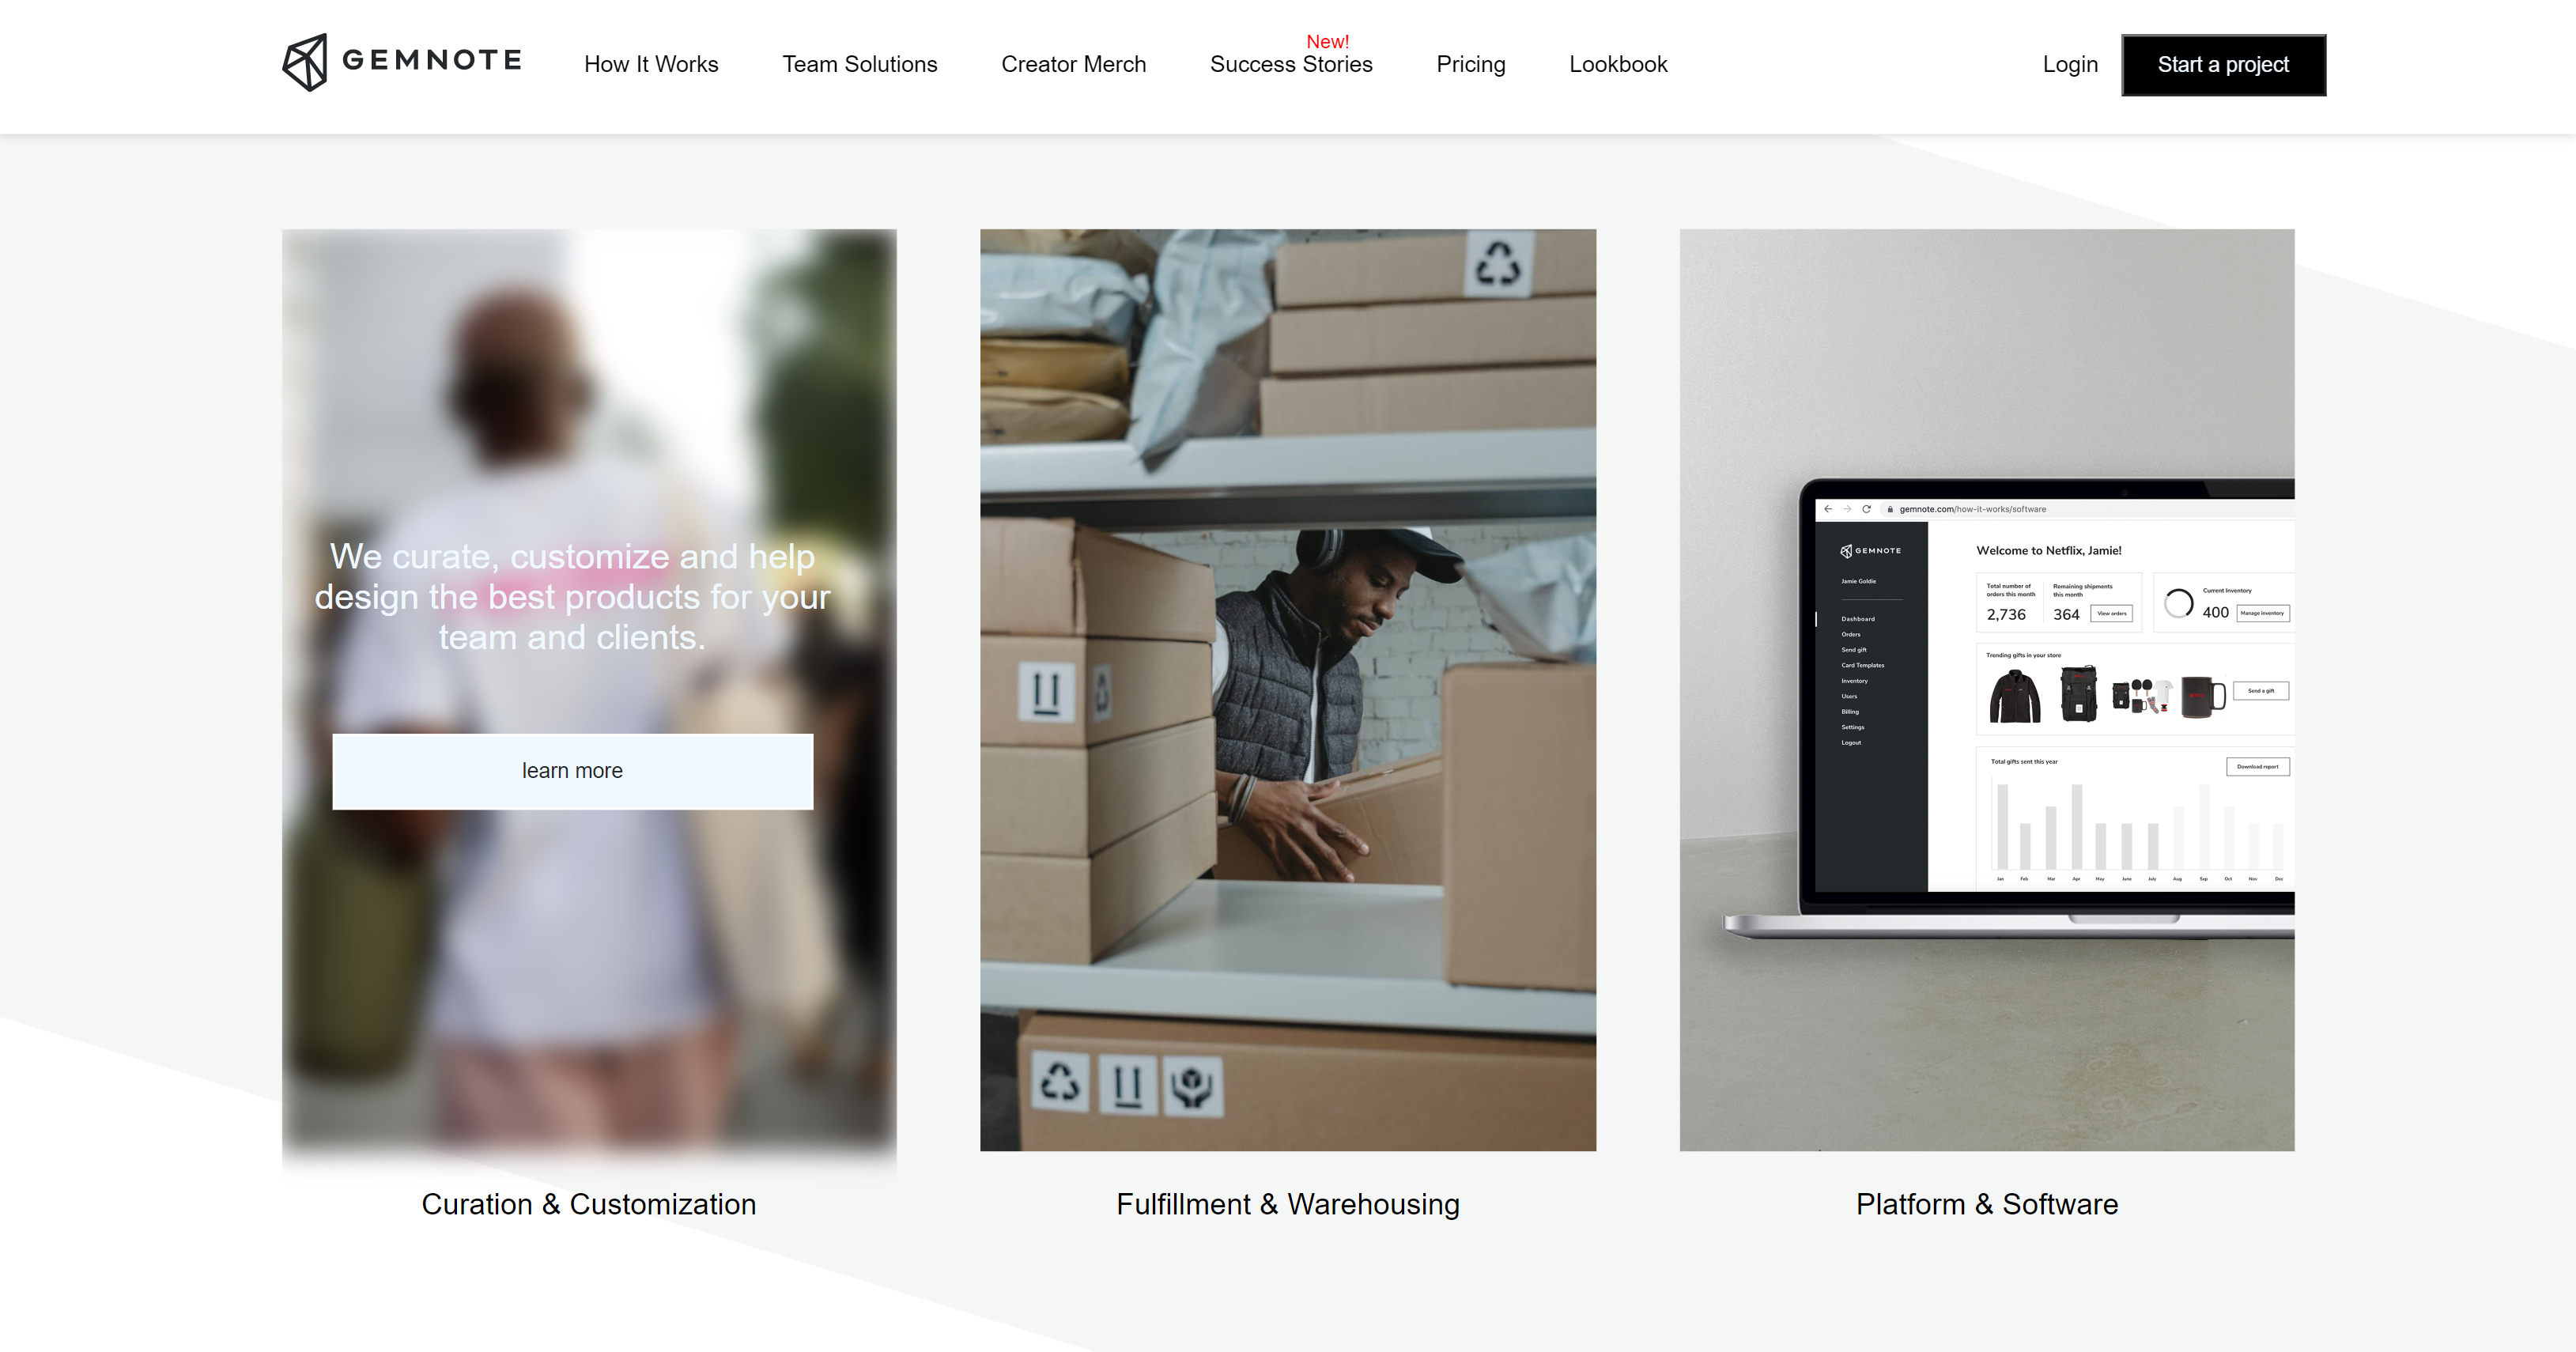 GEMNOTE
How It Works
Team Solutions
Creator Merch
New!
Success Stories
Pricing
Lookbook
Login
Start a project
We curate, customize and help
design the best products for your
team and clients.
learn more
gemnote.com/how-it-works/software
GEMNOTE
Jamie Goldie
Dashboard
Orders
Send gift
Card Templates
Inventory
Users
Billing
Settings
Logout
Welcome to Netflix, Jamie!
Total number of
orders this month
2,736
Remaining shipments
this month
364
View orders
Current Inventory
400
Manage inventory
Trending gifts in your store
Send a gift
Total gifts sent this year
Download report
Jan Feb Mar Apr May June July Aug Sep Oct Nov Dec
Curation & Customization
Fulfillment & Warehousing
Platform & Software